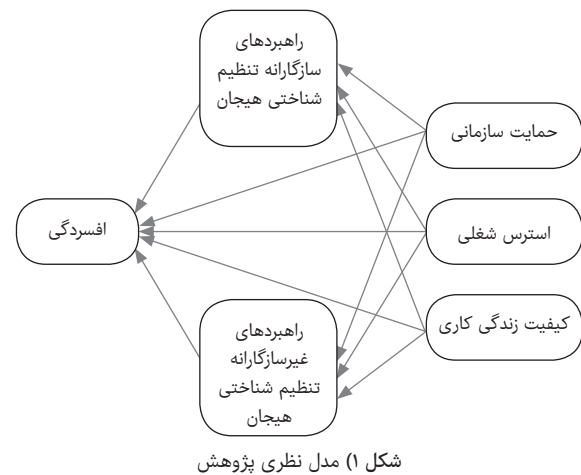 راهبردهای
سازگارانه تنظیم
شناختی هیجان
حمایت سازمانی
استرس شغلی
افسردگی
کیفیت زندگی کاری
راهبردهای
غیرسازگارانه
تنظیم شناختی
هیجان
شکل ۱) مدل نظری پژوهش